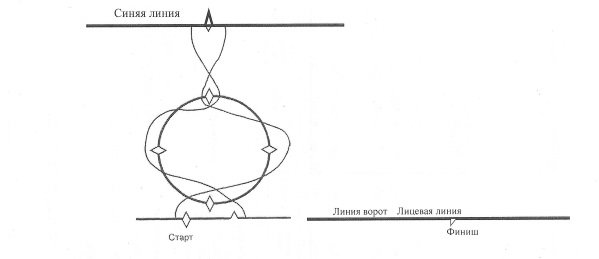 Синяя линия
Линия ворот Лицевая линия
Старт
Финиш